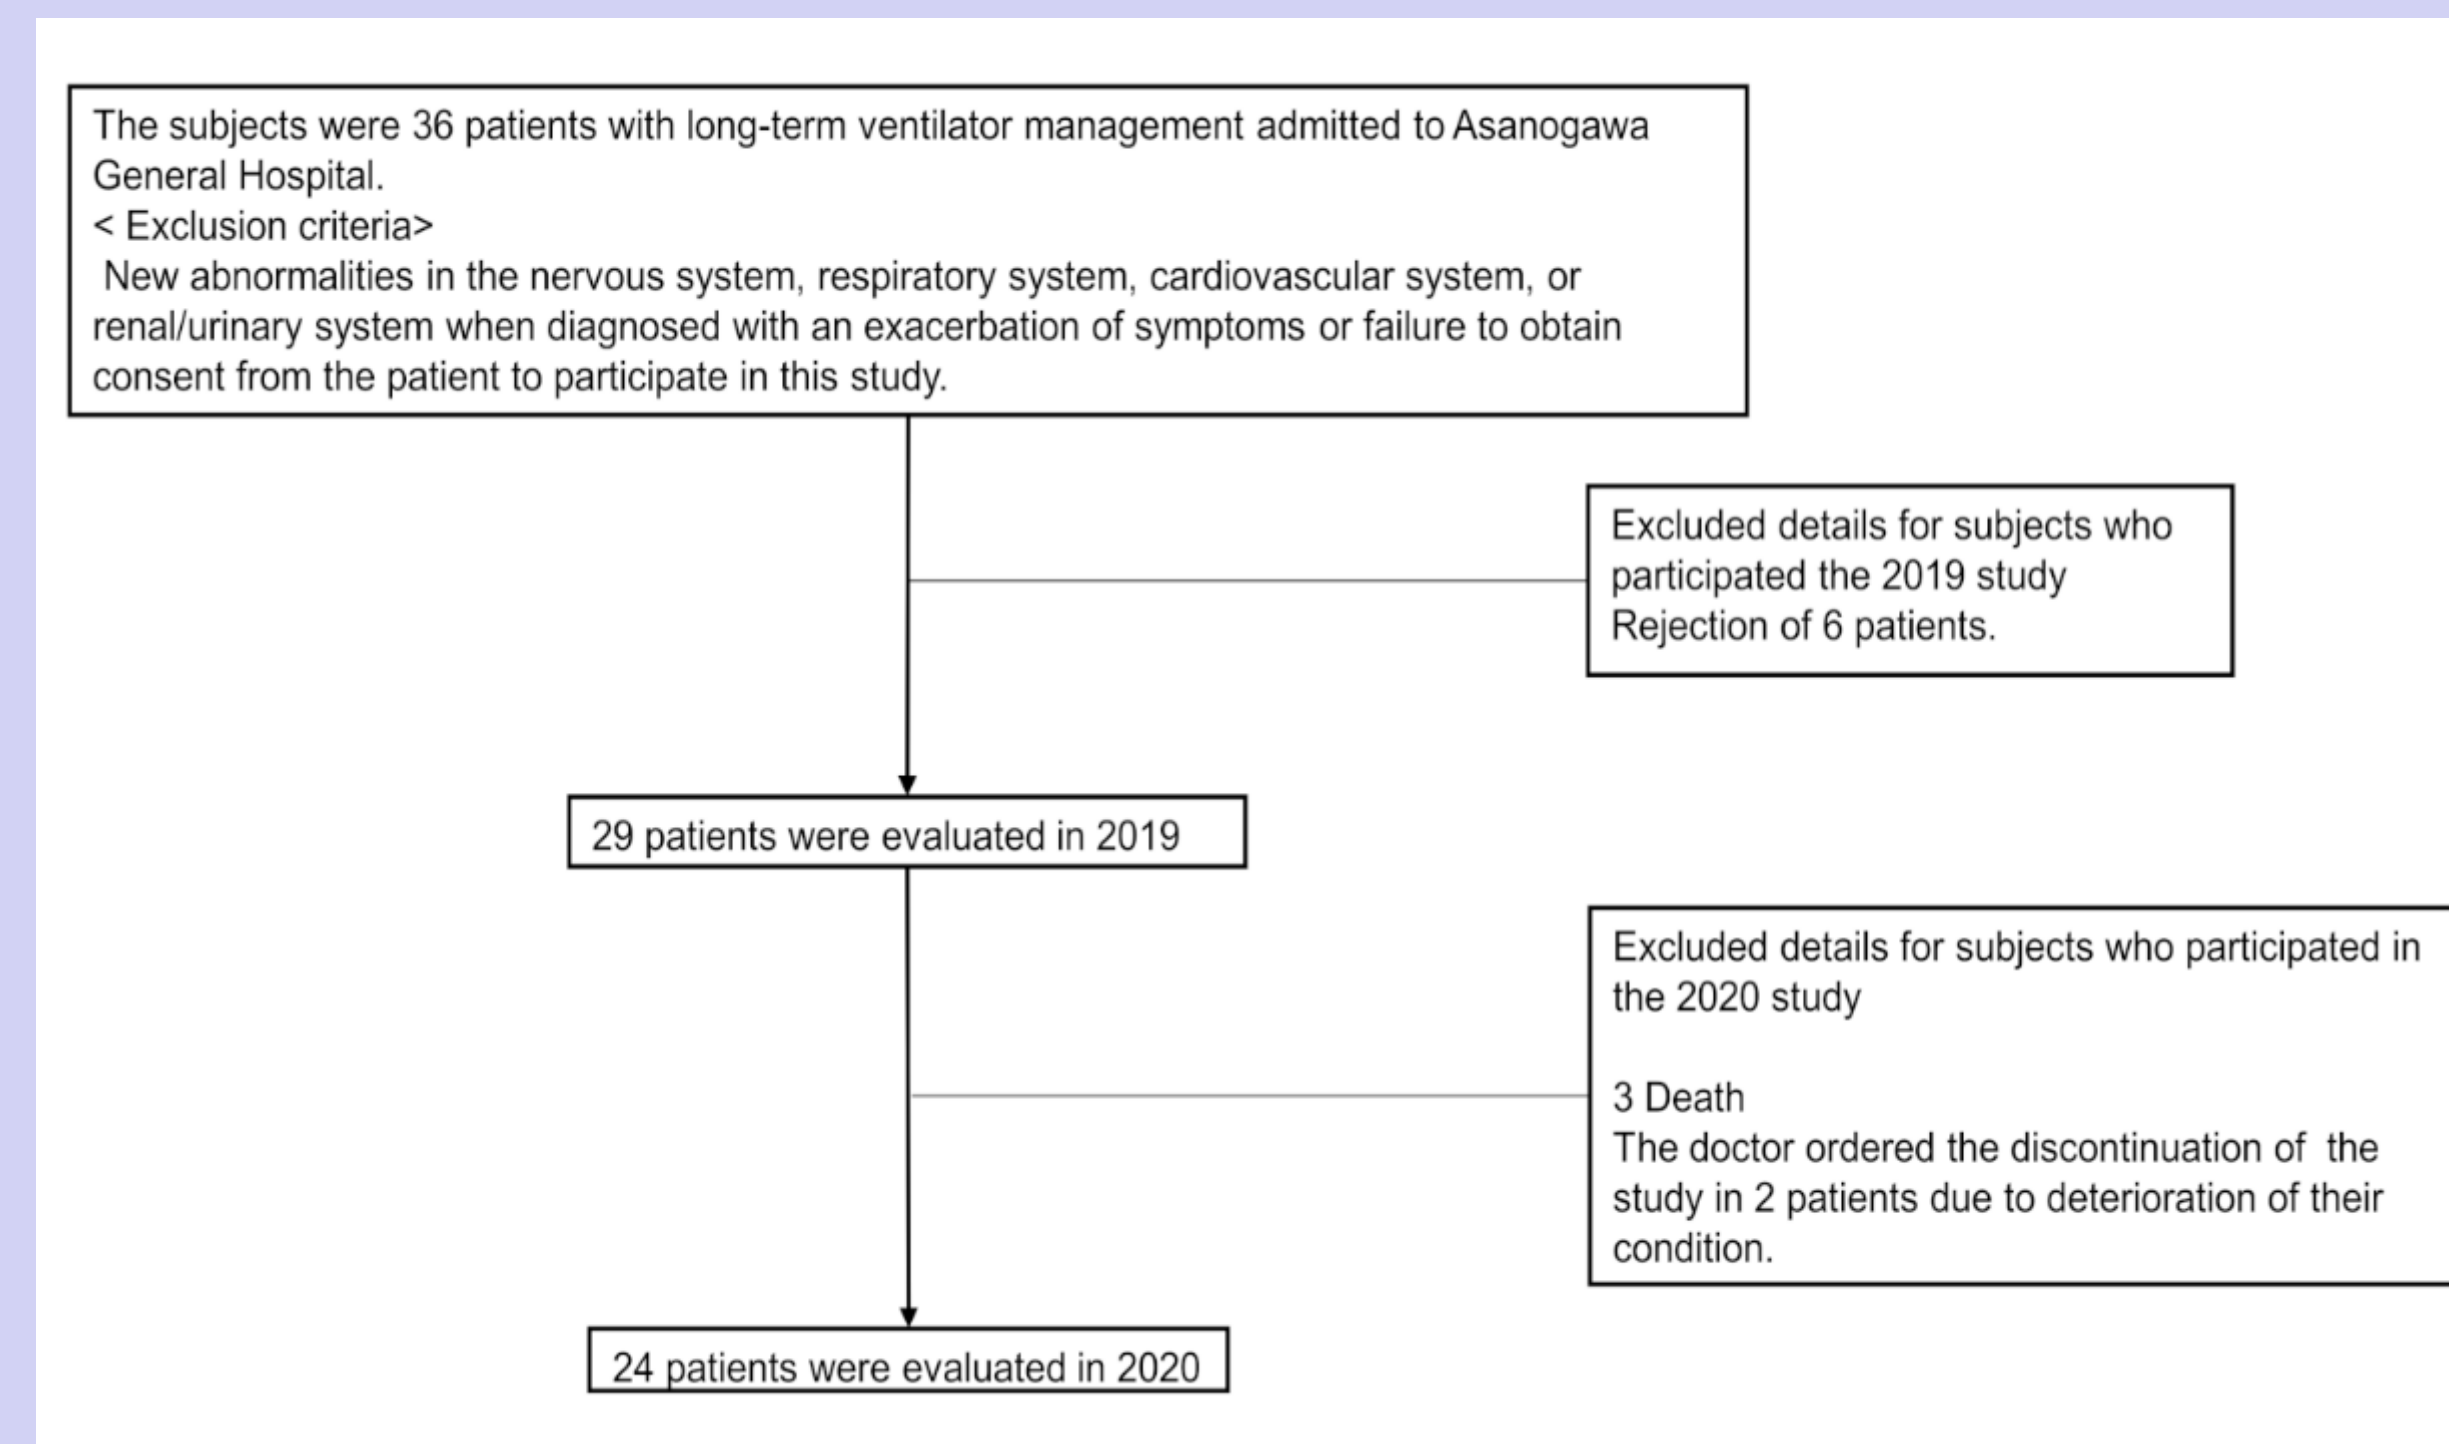 The subjects were 36 patients with long-term ventilator management admitted to Asanogawa
General Hospital.
< Exclusion criteria>
New abnormalities in the nervous system, respiratory system, cardiovascular system, or
renal/urinary system when diagnosed with an exacerbation of symptoms or failure to obtain
consent from the patient to participate in this study.
Excluded details for subjects who
participated the 2019 study
Rejection of 6 patients.
29 patients were evaluated in 2019
Excluded details for subjects who participated in
the 2020 study
3 Death
The doctor ordered the discontinuation of  the
study in 2 patients due to deterioration of their
condition.
24 patients were evaluated in 2020